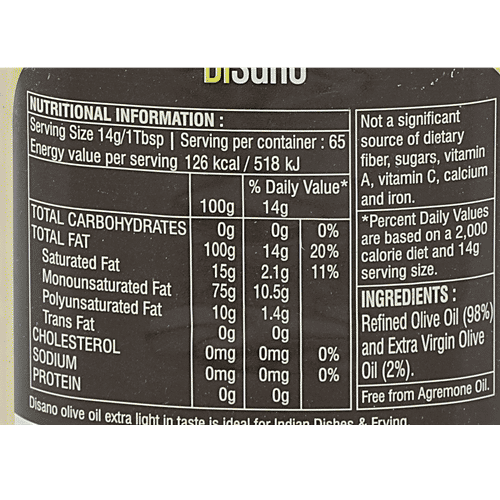 Disano
NUTRITIONAL INFORMATION :
Serving Size 14g/1Tbsp | Serving per container : 65
Energy value per serving 126 kcal / 518 kJ
% Daily Value*
100g 14g
TOTAL CARBOHYDRATES 0g 0g 0%
TOTAL FAT 100g 14g 20%
Saturated Fat 15g 2.1g 11%
Monounsaturated Fat 75g 10.5g
Polyunsaturated Fat 10g 1.4g
Trans Fat 0g 0g
CHOLESTEROL 0mg 0mg 0%
SODIUM 0mg 0mg 0%
PROTEIN 0g 0g
Not a significant
source of dietary
fiber, sugars, vitamin
A, vitamin C, calcium
and iron.
*Percent Daily Values
are based on a 2,000
calorie diet and 14g
serving size.
INGREDIENTS :
Refined Olive Oil (98%)
and Extra Virgin Olive
Oil (2%).
Free from Agremone Oil.
Disano olive oil extra light in taste is ideal for Indian Dishes & Frying